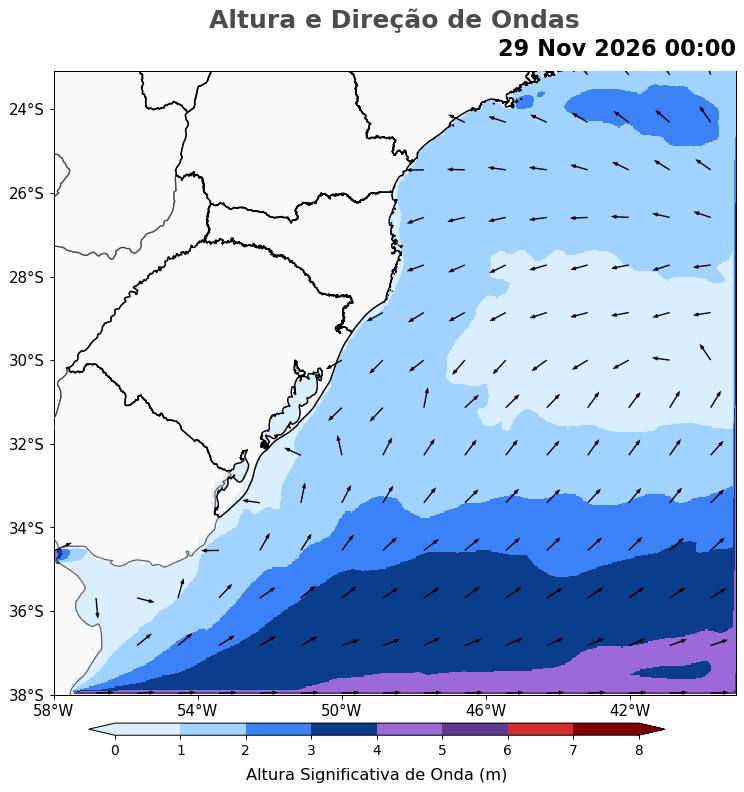 Altura e Direção de Ondas
29 Nov 2026 00:00
24°S
26°S
28°S
30°S
32°S
34°S
36°S
38°S
58°W 54°W 50°W 46°W 42°W
0 1 2 3 4 5 6 7 8
Altura Significativa de Onda (m)